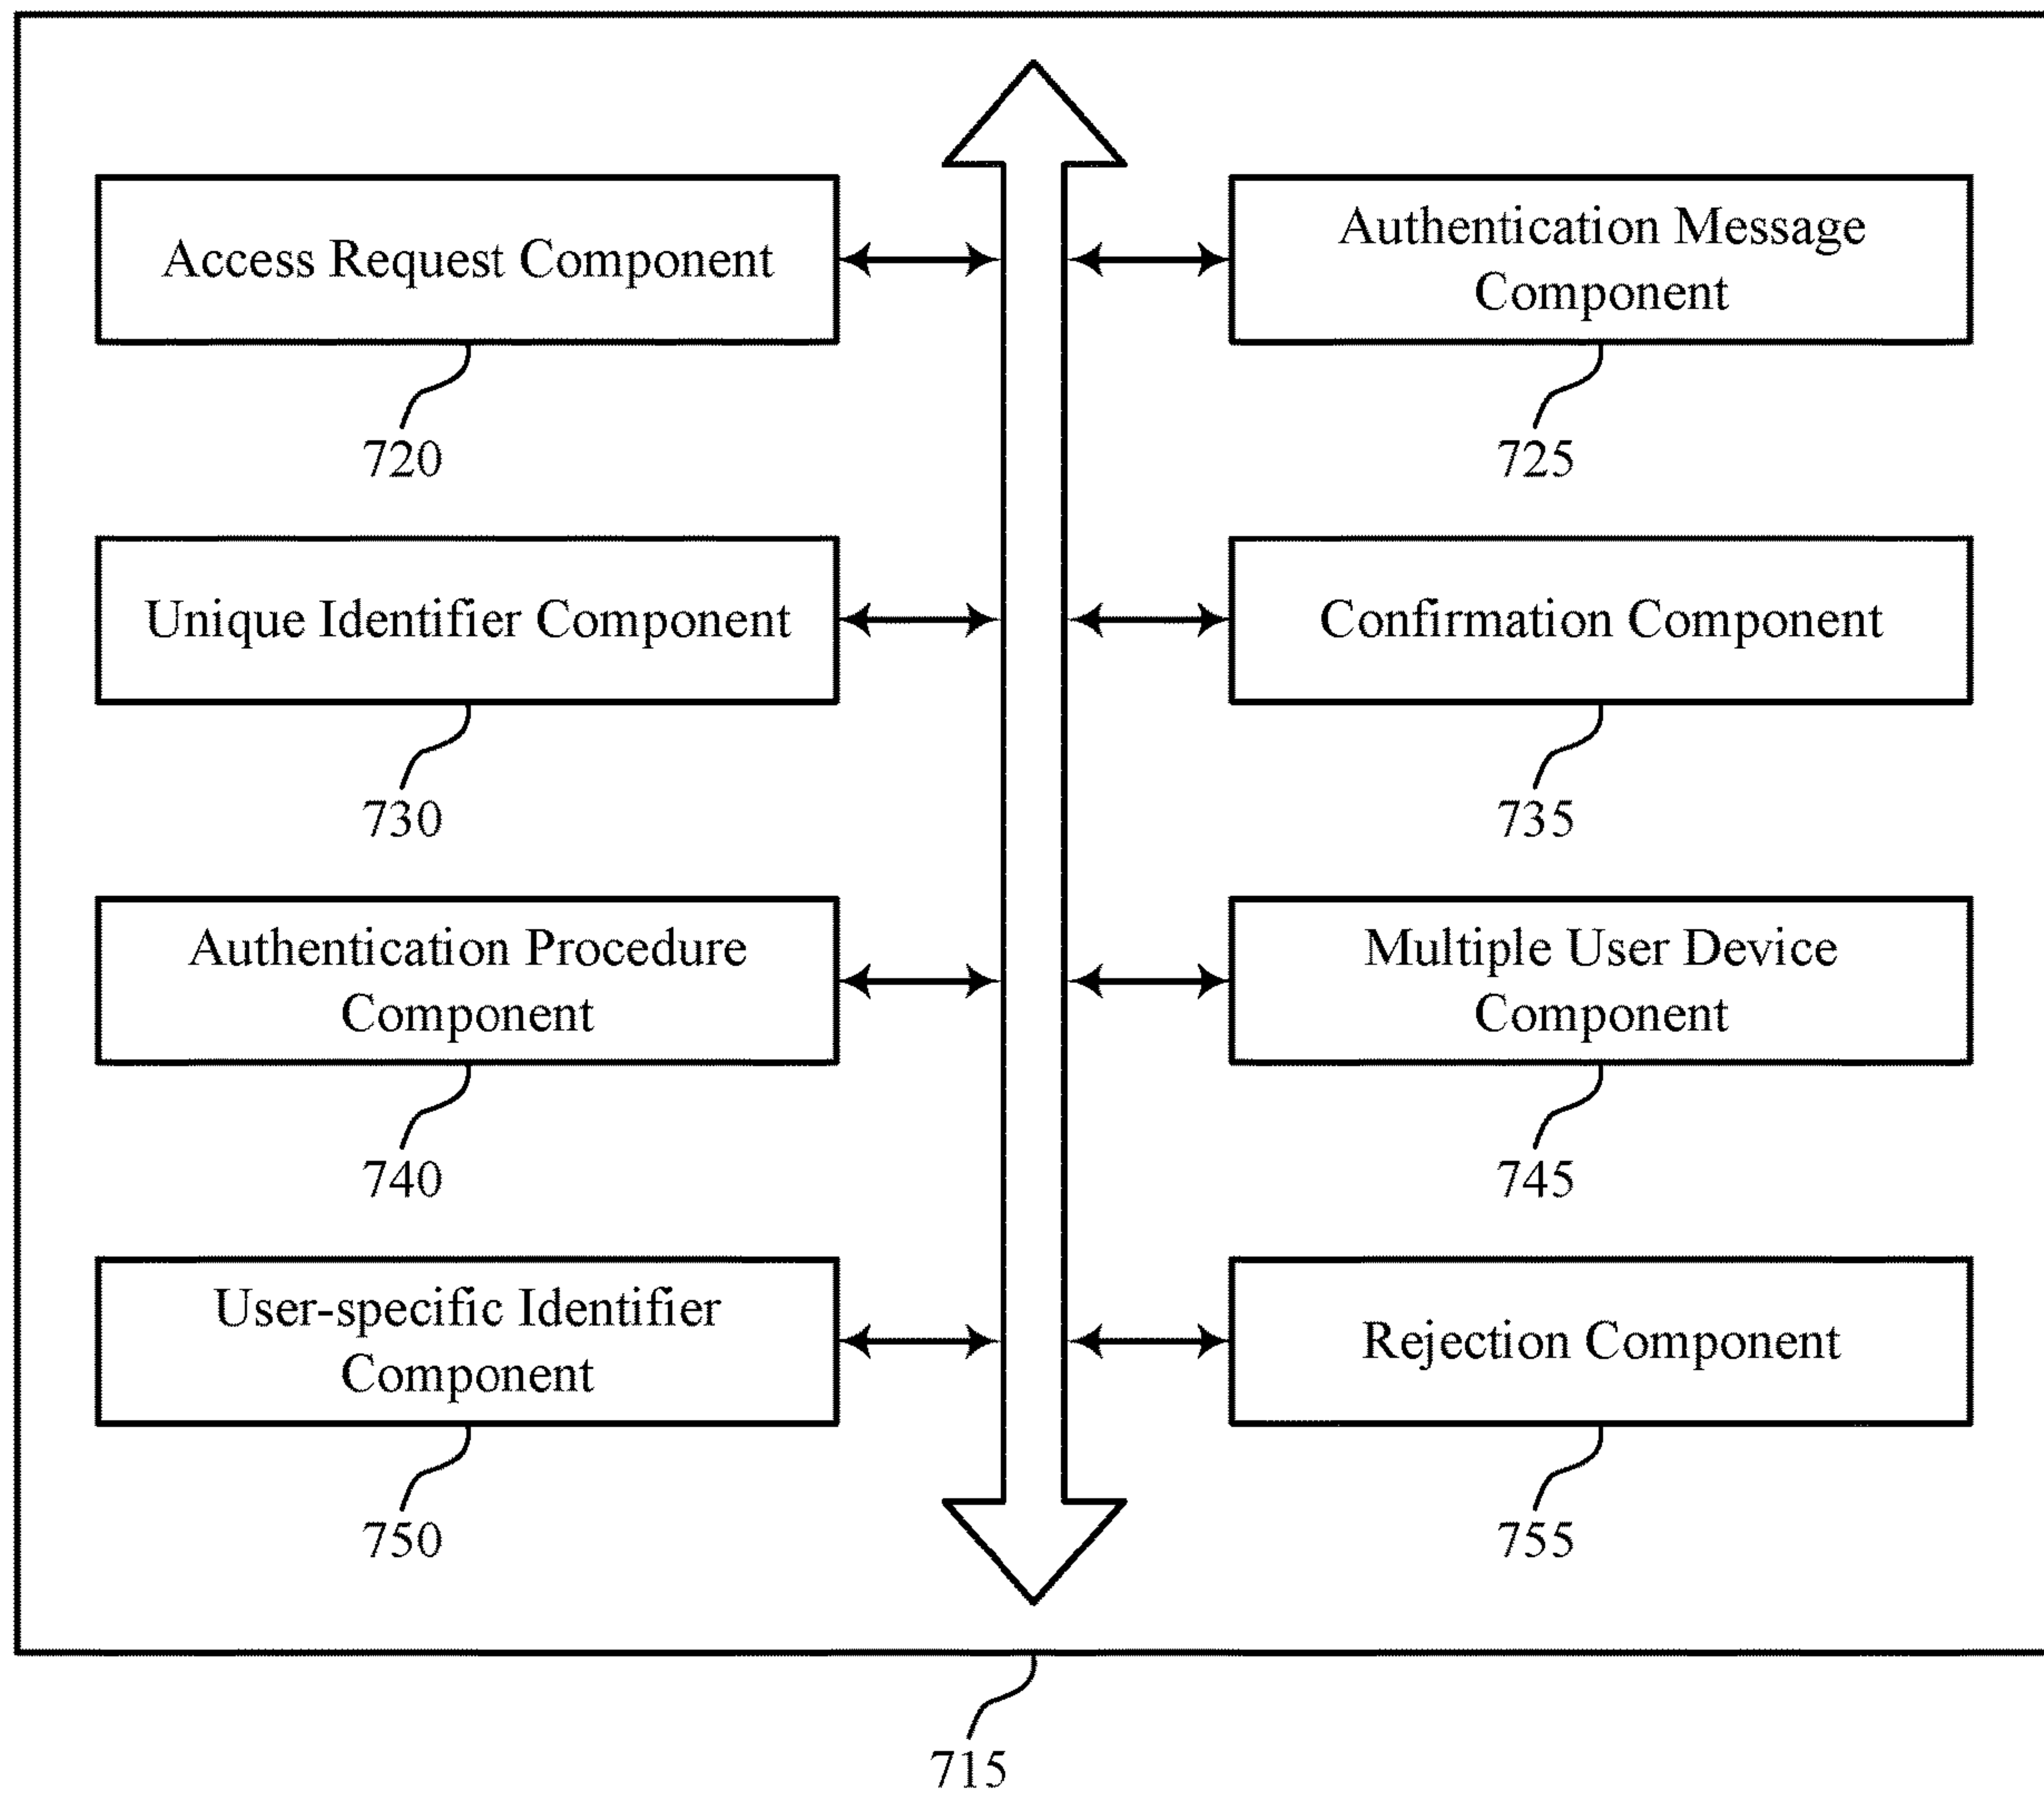 Access Request Component
720
Authentication Message
Component
725
Unique Identifier Component
730
Confirmation Component
735
Authentication Procedure
Component
740
Multiple User Device
Component
745
User-specific Identifier
Component
750
Rejection Component
755
715